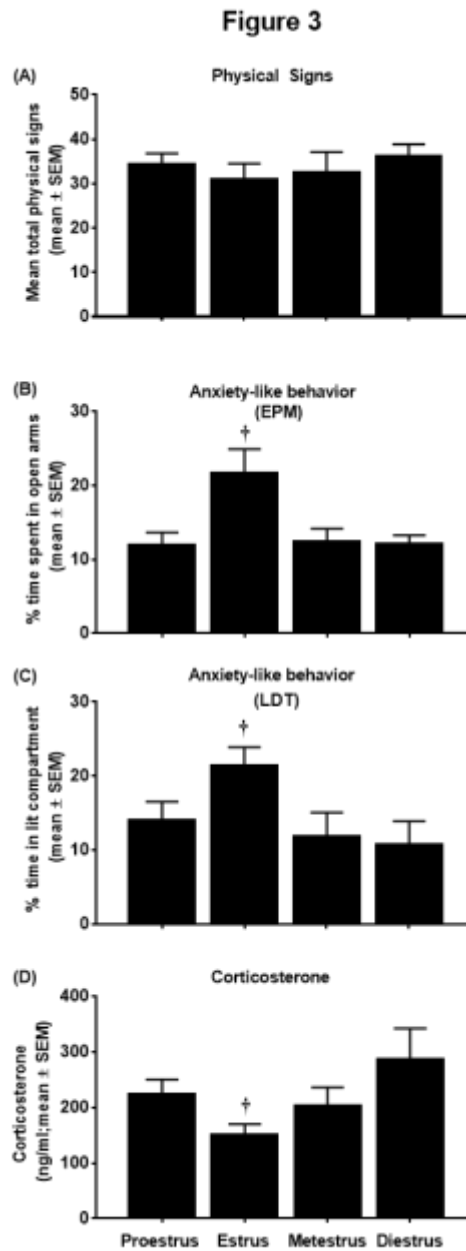 Figure 3
(A) Physical Signs
Mean total physical signs
(mean ± SEM)
50
40
30
20
10
0
(B) Anxiety-like behavior
(EPM)
% time spent in open arms
(mean ± SEM)
30
20
10
0
†
(C) Anxiety-like behavior
(LDT)
% time in lit compartment
(mean ± SEM)
30
20
10
0
†
(D) Corticosterone
Corticosterone
(ng/ml;mean ± SEM)
400
300
200
100
0
†
Proestrus Estrus Metestrus Diestrus